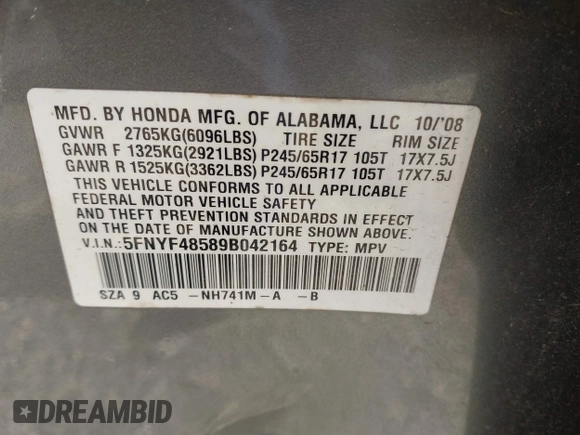 MFD. BY HONDA MFG. OF ALABAMA, LLC 10/'08
GVWR 2765KG(6096LBS) TIRE SIZE RIM SIZE
GAWR F 1325KG(2921LBS) P245/65R17 105T 17X7.5J
GAWR R 1525KG(3362LBS) P245/65R17 105T 17X7.5J
THIS VEHICLE CONFORMS TO ALL APPLICABLE
FEDERAL MOTOR VEHICLE SAFETY
AND THEFT PREVENTION STANDARDS IN EFFECT
ON THE DATE OF MANUFACTURE SHOWN ABOVE.
V.I.N.: 5FNYF48589B042164 TYPE: MPV
SZA 9 AC5 -NH741M-A -B
DREAMBID